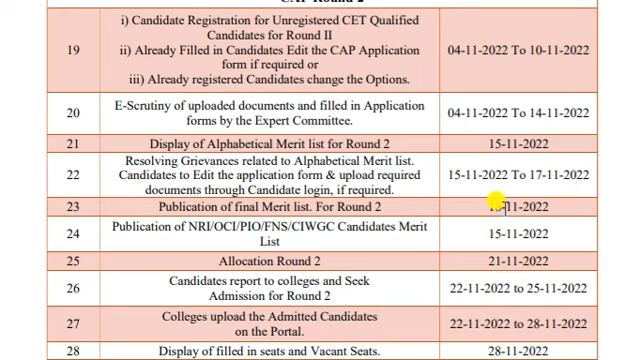 CAP Round 2
19
i) Candidate Registration for Unregistered CET Qualified
Candidates for Round II
ii) Already Filled in Candidates Edit the CAP Application
form if required or
iii) Already registered Candidates change the Options.
04-11-2022 To 10-11-2022
20
E-Scrutiny of uploaded documents and filled in Application
forms by the Expert Committee.
04-11-2022 To 14-11-2022
21
Display of Alphabetical Merit list for Round 2
15-11-2022
22
Resolving Grievances related to Alphabetical Merit list.
Candidates to Edit the application form & upload required
documents through Candidate login, if required.
15-11-2022 To 17-11-2022
23
Publication of final Merit list. For Round 2
-11-2022
24
Publication of NRI/OCI/PIO/FNS/CIWGC Candidates Merit
List
15-11-2022
25
Allocation Round 2
21-11-2022
26
Candidates report to colleges and Seek
Admission for Round 2
22-11-2022 to 25-11-2022
27
Colleges upload the Admitted Candidates
on the Portal.
22-11-2022 to 28-11-2022
28
Display of filled in seats and Vacant Seats.
28-11-2022